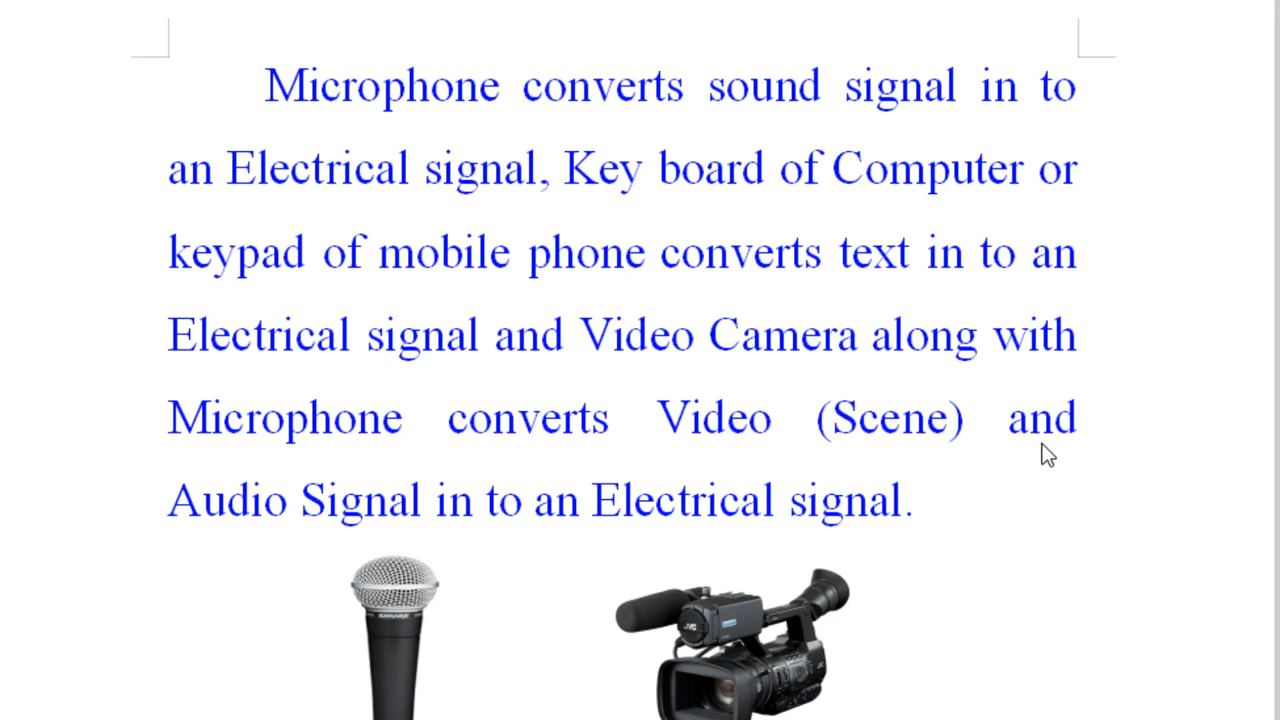 Microphone converts sound signal in to
an Electrical signal, Key board of Computer or
keypad of mobile phone converts text in to an
Electrical signal and Video Camera along with
Microphone converts Video (Scene) and
Audio Signal in to an Electrical signal.
SHURE
JVC